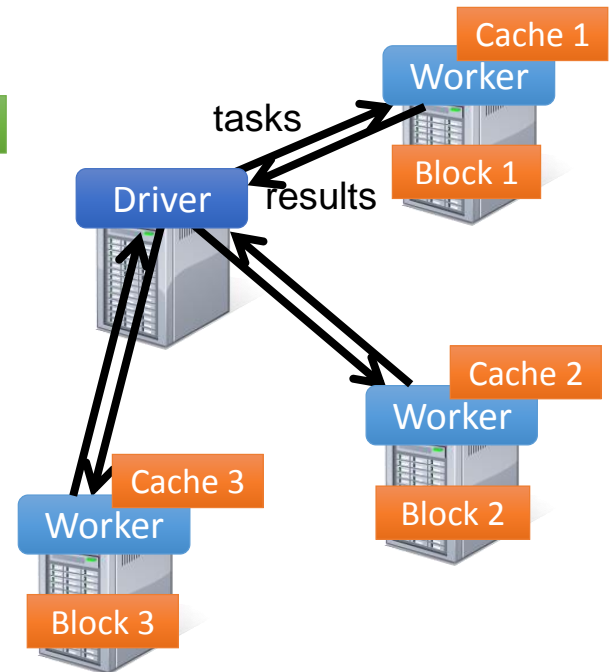 Cache 1
Worker
tasks
Block 1
Driver
results
Cache 2
Worker
Cache 3
Block 2
Worker
Block 3